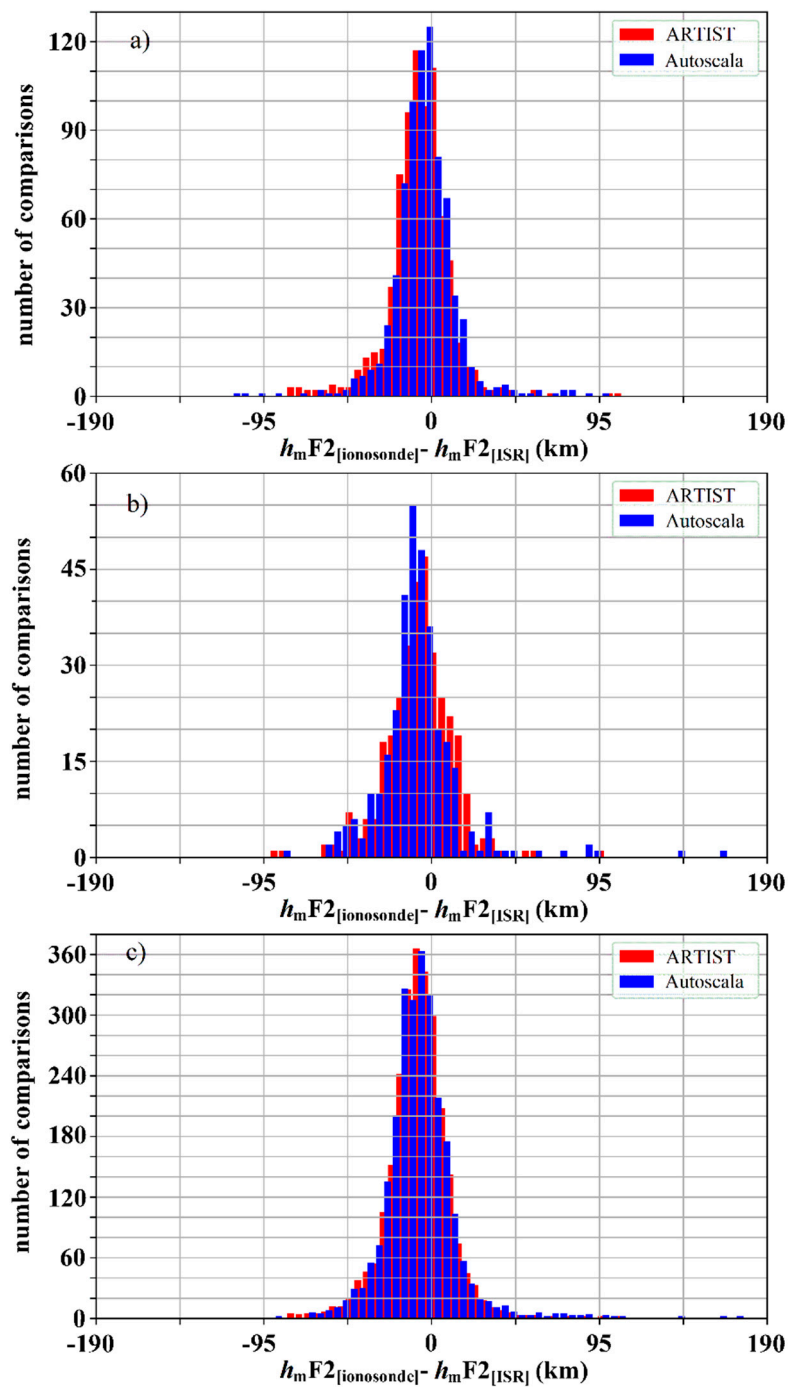 a)
ARTIST
Autoscala
120
90
60
30
0
number of comparisons
-190 -95 0 95 190
hmF2[ionosonde]- hmF2[ISR] (km)
b)
ARTIST
Autoscala
60
45
30
15
0
number of comparisons
-190 -95 0 95 190
hmF2[ionosonde]- hmF2[ISR] (km)
c)
ARTIST
Autoscala
360
300
240
180
120
60
0
number of comparisons
-190 -95 0 95 190
hmF2[ionosonde]- hmF2[ISR] (km)